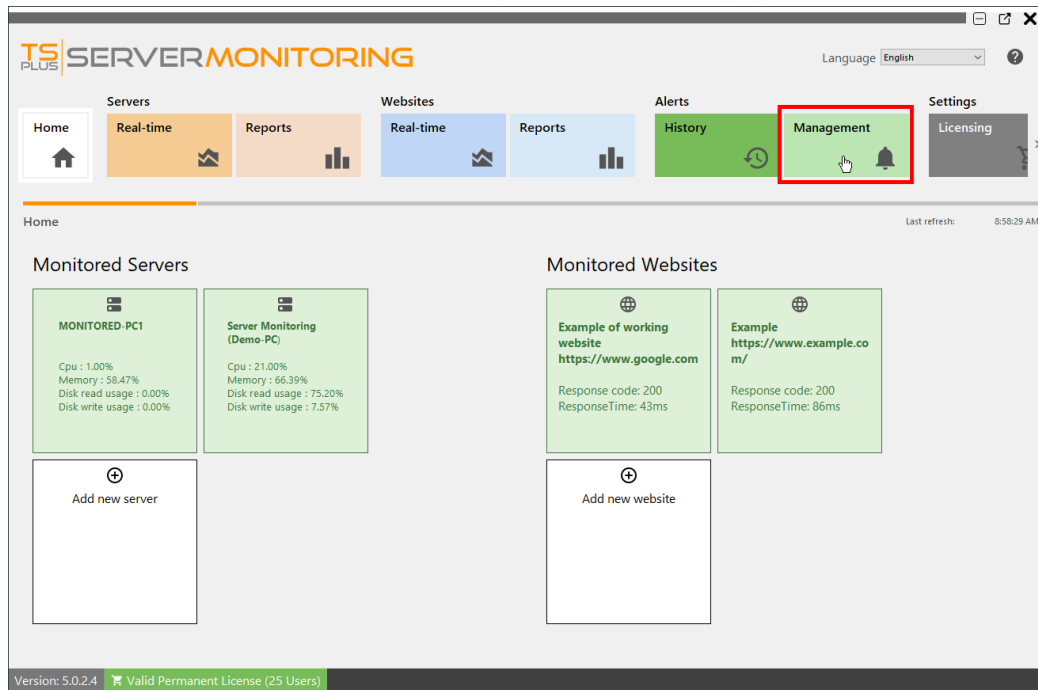 TS PLUS SERVERMONITORING
Language English
Servers
Websites
Alerts
Settings
Home
Real-time
Reports
Real-time
Reports
History
Management
Licensing
Home
Last refresh: 8:58:29 AM
Monitored Servers
MONITORED-PC1
Cpu : 1.00%
Memory : 58.47%
Disk read usage : 0.00%
Disk write usage : 0.00%
Server Monitoring
(Demo-PC)
Cpu : 21.00%
Memory : 66.39%
Disk read usage : 75.20%
Disk write usage : 7.57%
Add new server
Monitored Websites
Example of working
website
https://www.google.com
Response code: 200
ResponseTime: 43ms
Example
https://www.example.co
m/
Response code: 200
ResponseTime: 86ms
Add new website
Version: 5.0.2.4
Valid Permanent License (25 Users)